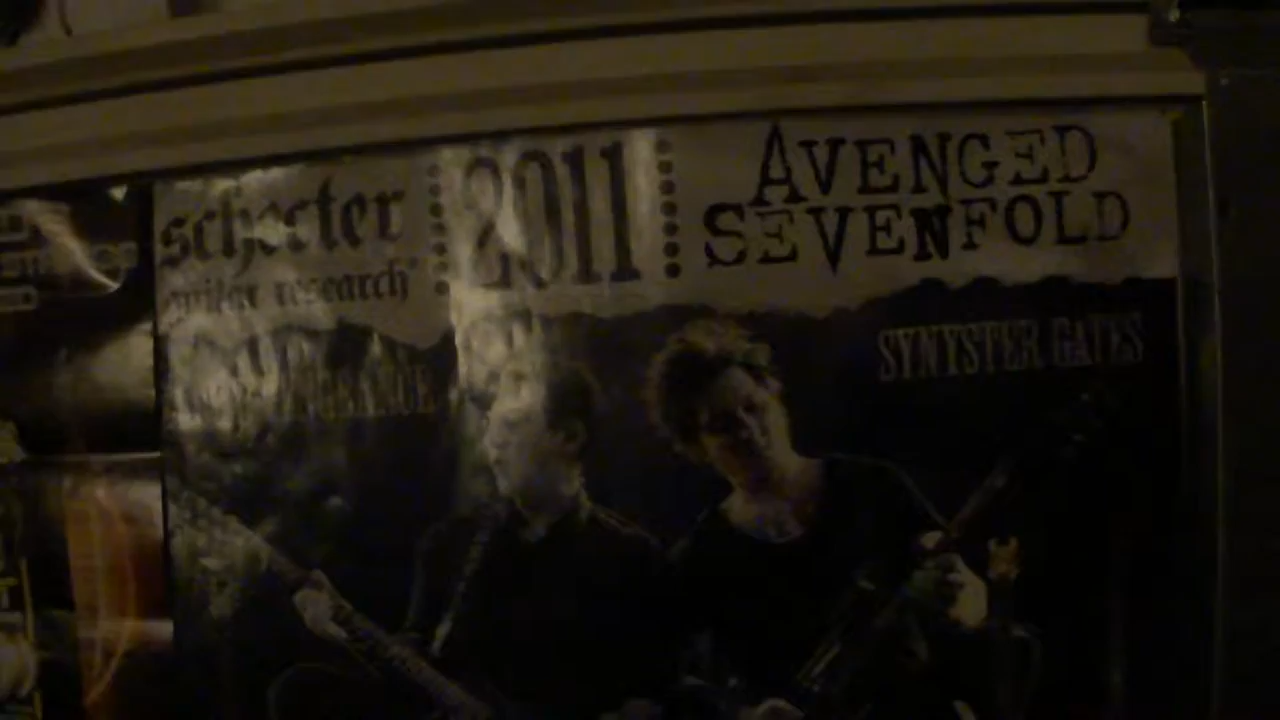 schecter
guitar research
2011
AVENGED
SEVENFOLD
SYNYSTER GATES